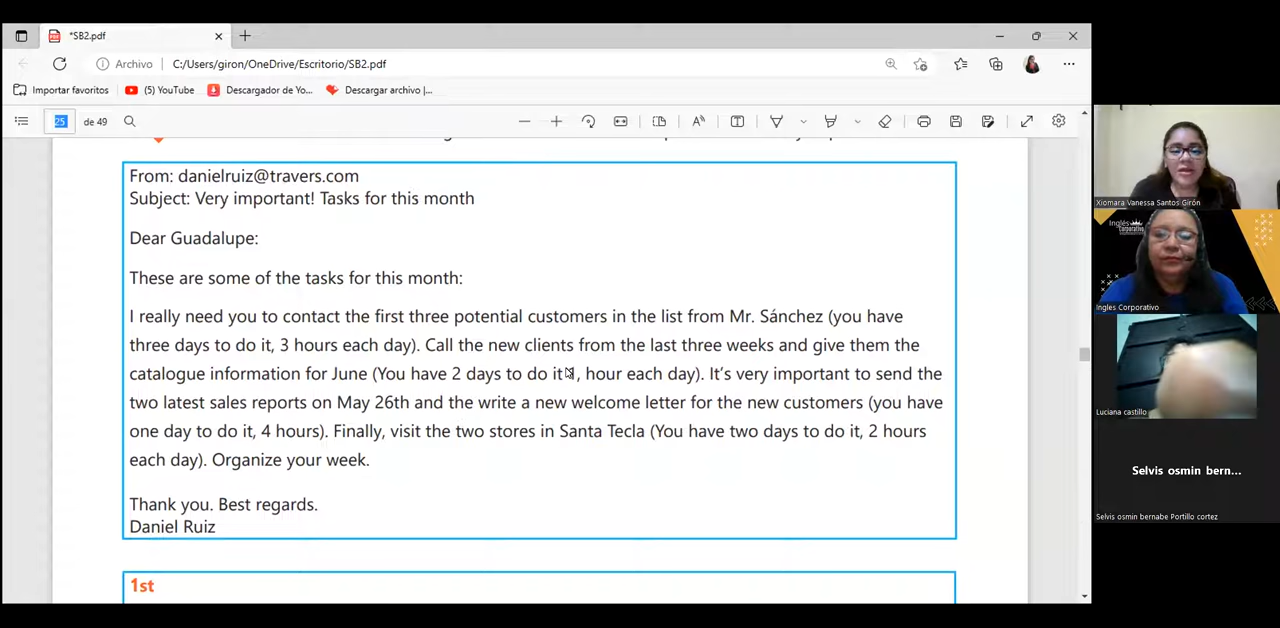 *SB2.pdf
Archivo
C:/Users/giron/OneDrive/Escritorio/SB2.pdf
Importar favoritos
(5) YouTube
Descargador de Yo...
Descargar archivo |...
25
de 49
From: danielruiz@travers.com
Subject: Very important! Tasks for this month
Dear Guadalupe:
These are some of the tasks for this month:
I really need you to contact the first three potential customers in the list from Mr. Sánchez (you have
three days to do it, 3 hours each day). Call the new clients from the last three weeks and give them the
catalogue information for June (You have 2 days to do it 1, hour each day). It's very important to send the
two latest sales reports on May 26th and the write a new welcome letter for the new customers (you have
one day to do it, 4 hours). Finally, visit the two stores in Santa Tecla (You have two days to do it, 2 hours
each day). Organize your week.
Thank you. Best regards.
Daniel Ruiz
1st
Xiomara Vanessa Santos Girón
Inglés
Corporativo
Ingles Corporativo
Luciana castillo
Selvis osmin bern...
Selvis osmin bernabe Portillo cortez